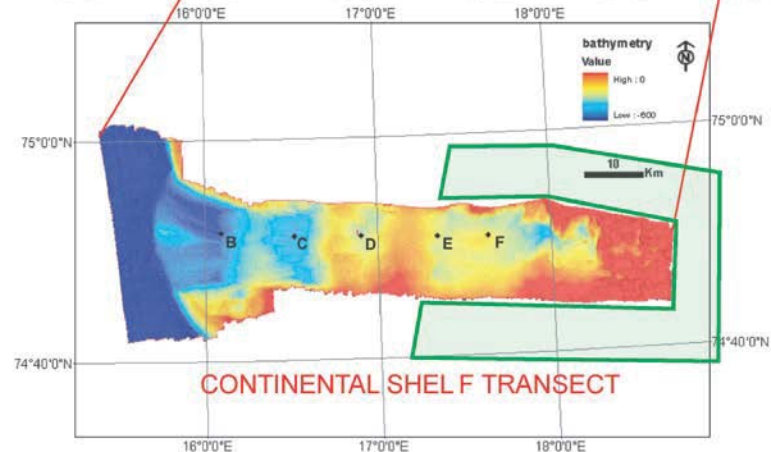 16°0'0"E 17°0'0"E 18°0'0"E
bathymetry
Value
High : 0
Low : -600
N
75°0'0"N
75°0'0"N
10
Km
B
C
D
E
F
74°40'0"N
74°40'0"N
CONTINENTAL SHEL F TRANSECT
16°0'0"E 17°0'0"E 18°0'0"E